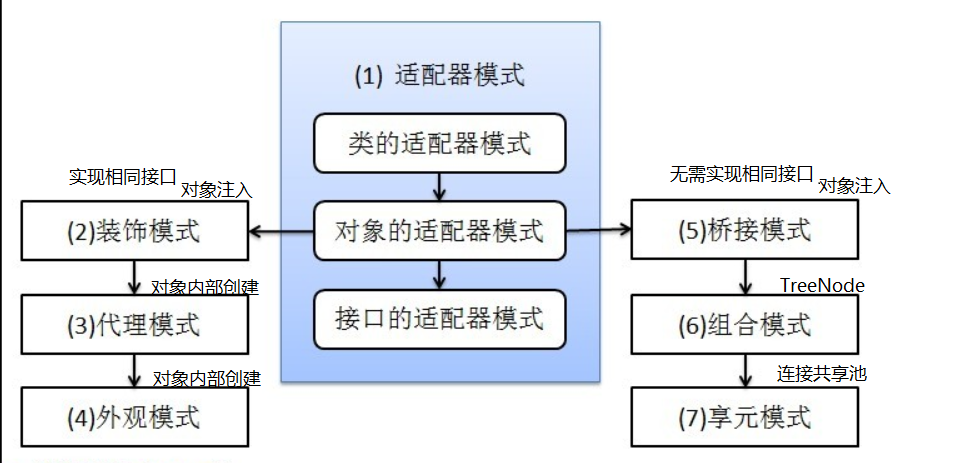 (1) 适配器模式
类的适配器模式
实现相同接口
对象注入
无需实现相同接口
对象注入
(2)装饰模式
对象的适配器模式
(5)桥接模式
对象内部创建
TreeNode
(3)代理模式
接口的适配器模式
(6)组合模式
对象内部创建
连接共享池
(4)外观模式
(7)享元模式